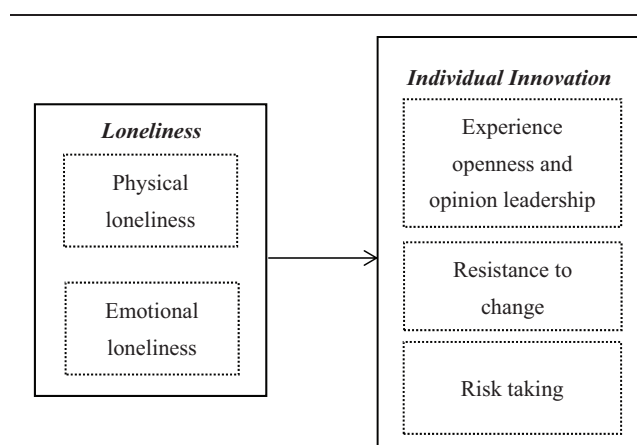 Loneliness
Physical
loneliness
Emotional
loneliness
Individual Innovation
Experience
openness and
opinion leadership
Resistance to
change
Risk taking